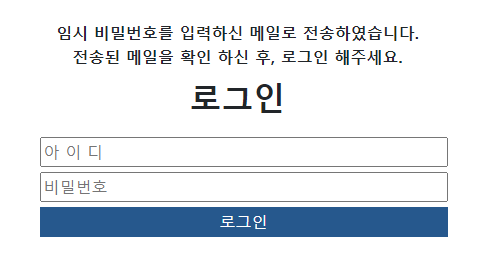 임시 비밀번호를 입력하신 메일로 전송하였습니다.
전송된 메일을 확인 하신 후, 로그인 해주세요.
로그인
아 이 디
비밀번호
로그인